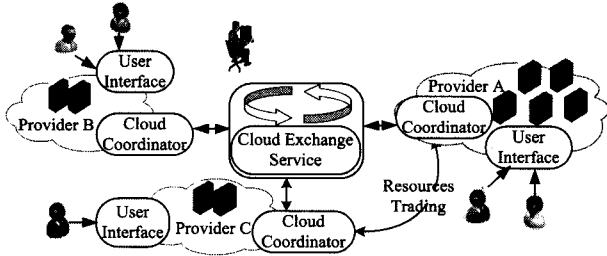 User
Interface
Provider B
Cloud
Coordinator
Cloud Exchange
Service
Provider A
Cloud
Coordinator
User
Interface
Resources
Trading
User
Interface
Provider C
Cloud
Coordinator